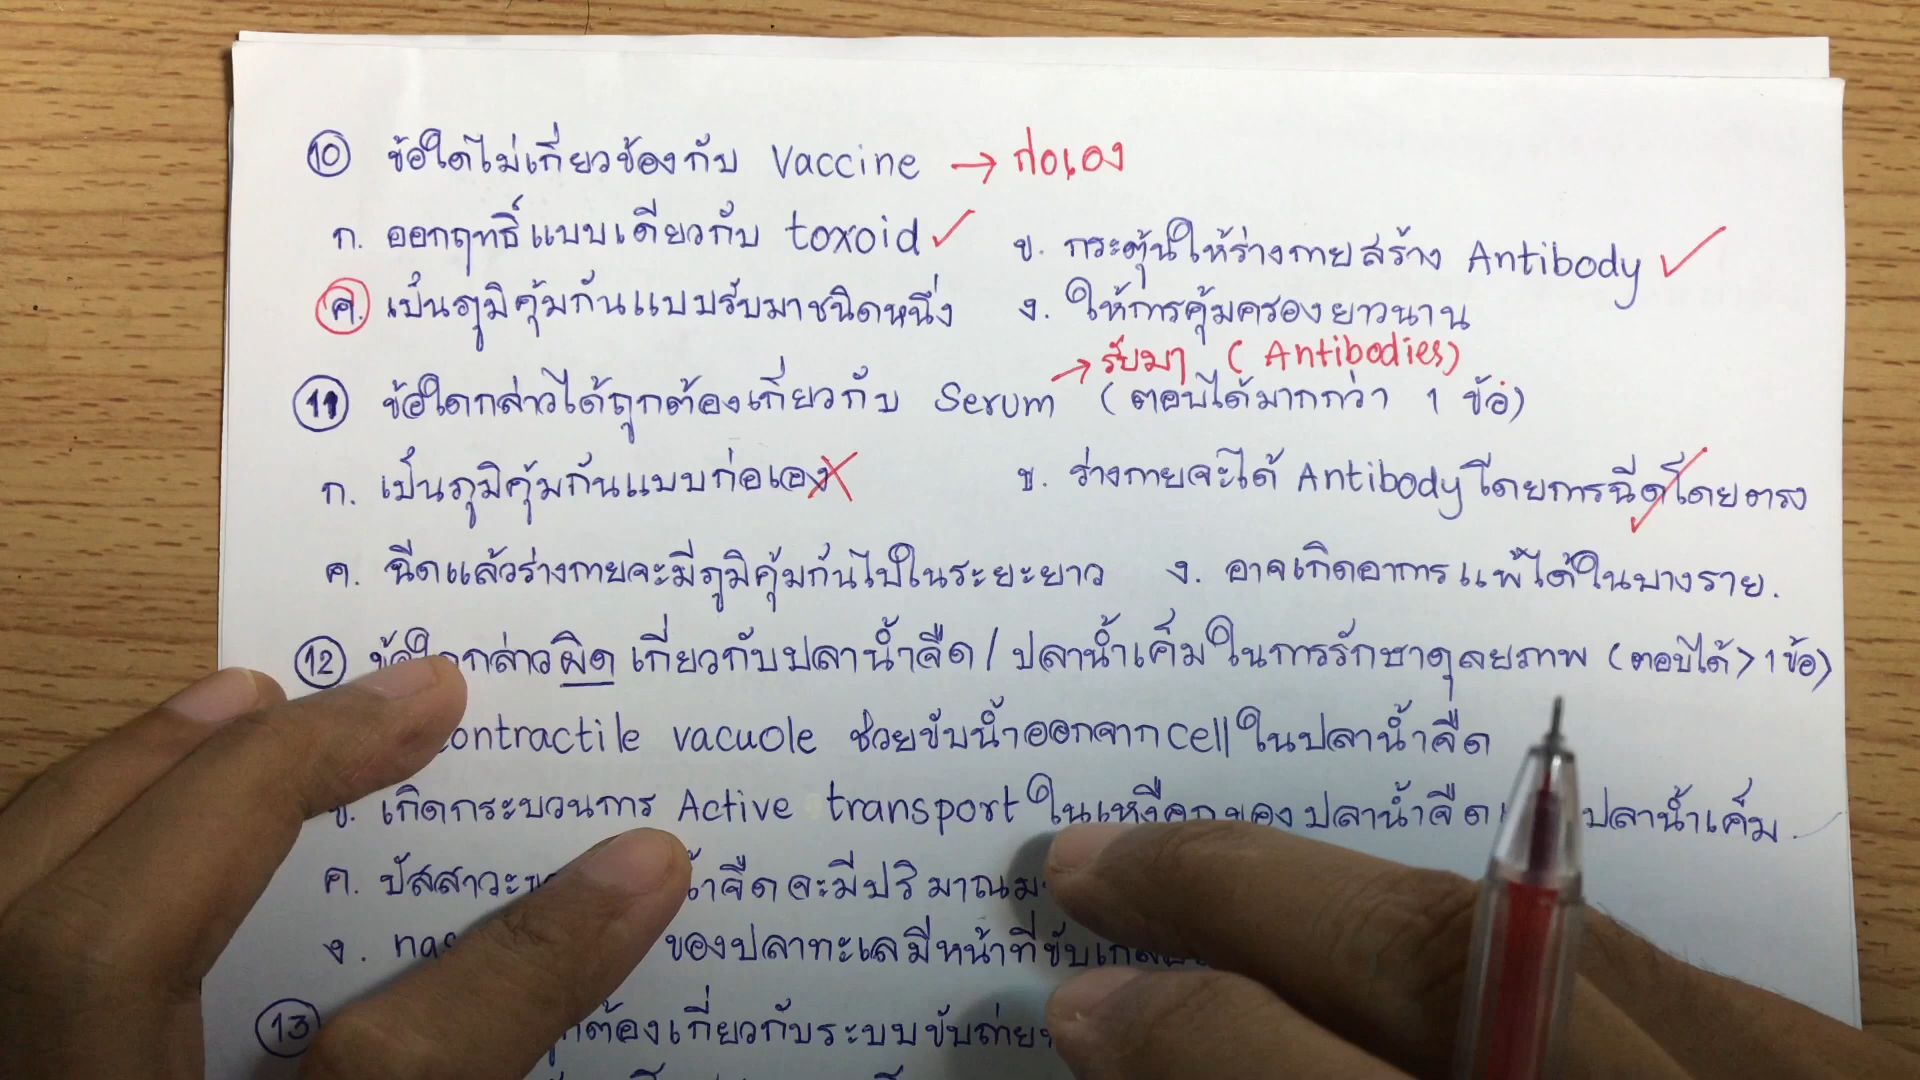 10 ข้อใดไม่เกี่ยวข้องกับ Vaccine → ก่อเอง
ก. ออกฤทธิ์แบบเดียวกับ toxoid ✓ ข. กระตุ้นให้ร่างกายสร้าง Antibody ✓
ค. เป็นภูมิคุ้มกันแบบรับมาชนิดหนึ่ง ง. ให้การคุ้มครองยาวนาน
→ รับมา (Antibodies)
11 ข้อใดกล่าวได้ถูกต้องเกี่ยวกับ Serum (ตอบได้มากกว่า 1 ข้อ)
ก. เป็นภูมิคุ้มกันแบบก่อเอง ข. ร่างกายจะได้ Antibody โดยการฉีดโดยตรง
ค. ฉีดแล้วร่างกายจะมีภูมิคุ้มกันไปในระยะยาว ง. อาจเกิดอาการแพ้ได้ในบางราย.
12 ข้อใดกล่าวผิดเกี่ยวกับปลาน้ำจืด/ปลาน้ำเค็มในการรักษาดุลยภาพ (ตอบได้ > 1 ข้อ)
contractile vacuole ช่วยขับน้ำออกจาก cell ในปลาน้ำจืด
ข. เกิดกระบวนการ Active transport ในเหงือกของปลาน้ำจืด ปลาน้ำเค็ม
ค. ปัสสาวะ น้ำจืดจะมีปริมาณ
ง. ของปลาทะเลมีหน้าที่ขับ
13 เกี่ยวกับระบบขับถ่าย